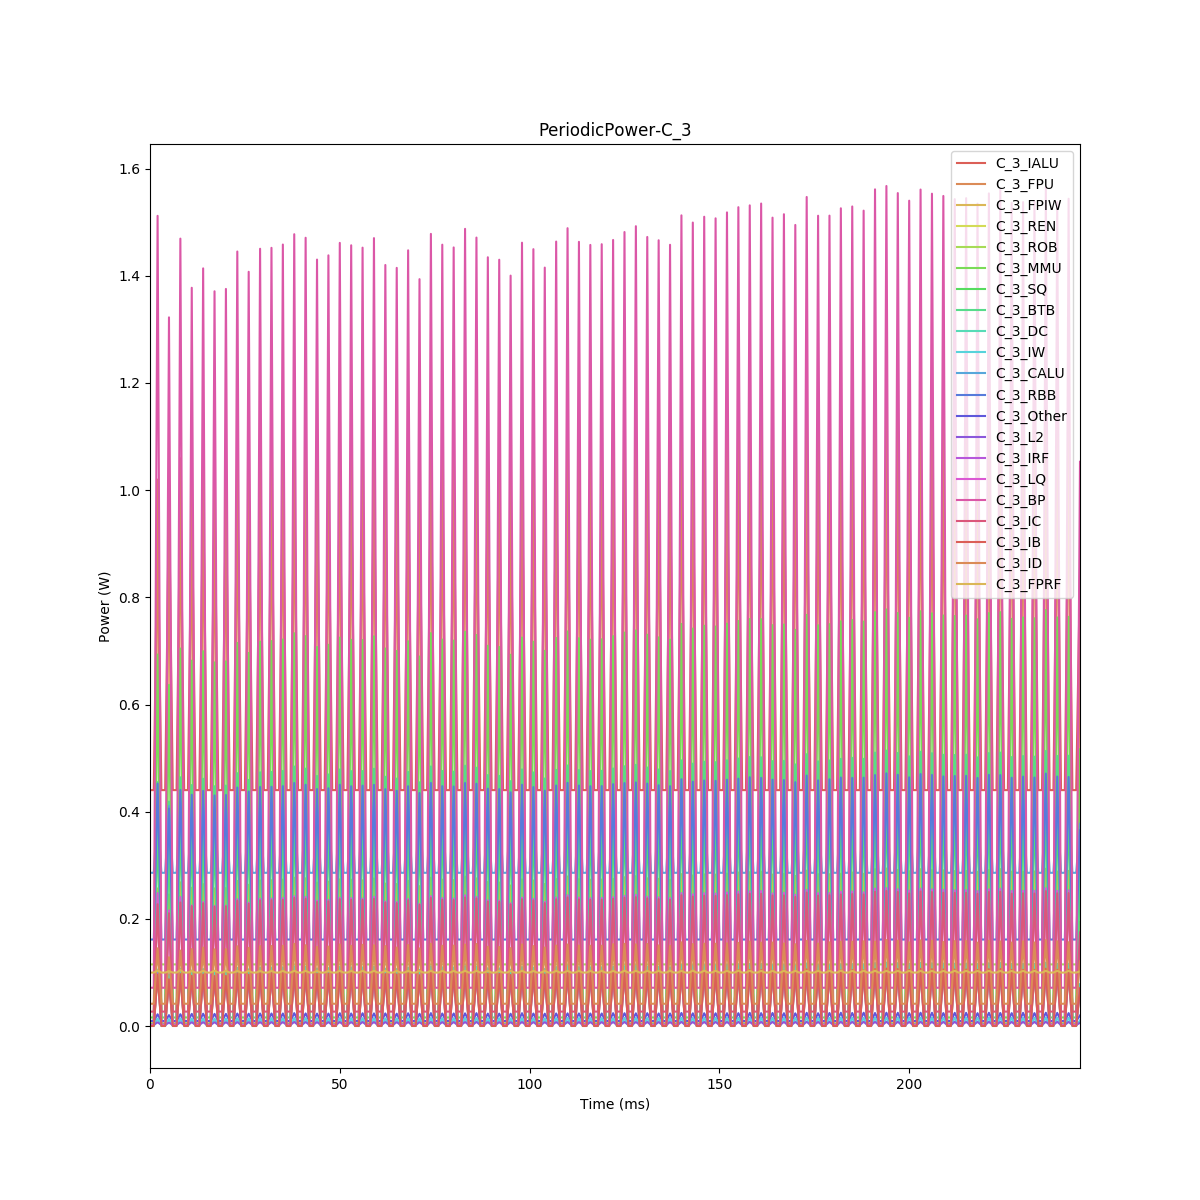 PeriodicPower-C_3
1.6
1.4
1.2
1.0
0.8
0.6
0.4
0.2
0.0
Power (W)
0
50
100
150
200
Time (ms)
C_3_IALU
C_3_FPU
C_3_FPIW
C_3_REN
C_3_ROB
C_3_MMU
C_3_SQ
C_3_BTB
C_3_DC
C_3_IW
C_3_CALU
C_3_RBB
C_3_Other
C_3_L2
C_3_IRF
C_3_LQ
C_3_BP
C_3_IC
C_3_IB
C_3_ID
C_3_FPRF